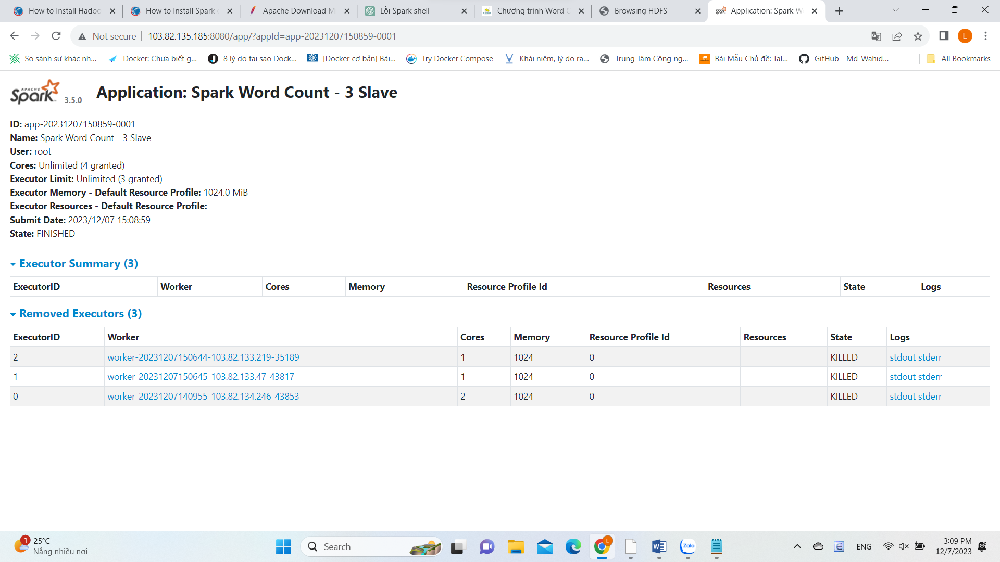 How to Install Hadoo
How to Install Spark
Apache Download Mi
Lỗi Spark shell
Chương trình Word C
Browsing HDFS
Application: Spark W
Not secure
103.82.135.185:8080/app/?appId=app-20231207150859-0001
L
So sánh sự khác nh...
Docker: Chưa biết g...
8 lý do tại sao Dock...
[Docker cơ bản] Bài...
Try Docker Compose
Khái niệm, lý do ra...
Trung Tâm Công ng...
Bài Mẫu Chủ đề: Tal...
GitHub - Md-Wahid...
All Bookmarks
APACHE Spark 3.5.0
Application: Spark Word Count - 3 Slave
ID: app-20231207150859-0001
Name: Spark Word Count - 3 Slave
User: root
Cores: Unlimited (4 granted)
Executor Limit: Unlimited (3 granted)
Executor Memory - Default Resource Profile: 1024.0 MiB
Executor Resources - Default Resource Profile:
Submit Date: 2023/12/07 15:08:59
State: FINISHED
Executor Summary (3)
ExecutorID Worker Cores Memory Resource Profile Id Resources State Logs
Removed Executors (3)
ExecutorID Worker Cores Memory Resource Profile Id Resources State Logs
2 worker-20231207150644-103.82.133.219-35189 1 1024 0 KILLED stdout stderr
1 worker-20231207150645-103.82.133.47-43817 1 1024 0 KILLED stdout stderr
0 worker-20231207140955-103.82.134.246-43853 2 1024 0 KILLED stdout stderr
1
25°C
Nắng nhiều nơi
Search
L
Zalo
ENG
3:09 PM
12/7/2023